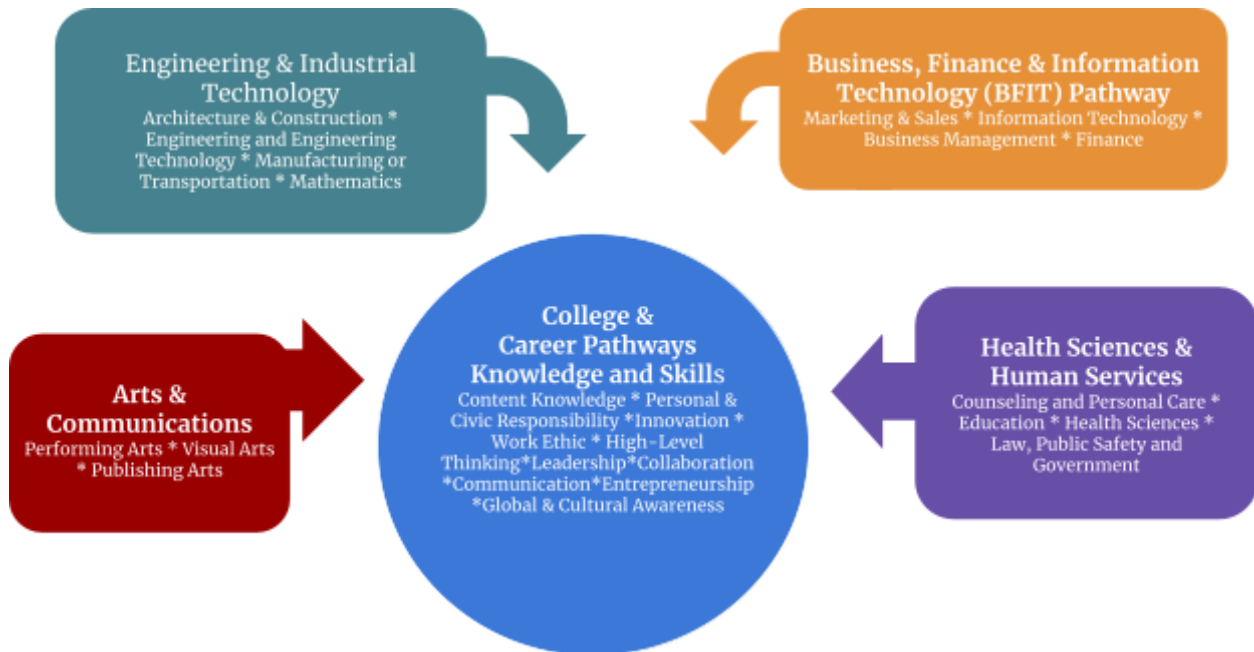 Engineering & Industrial
Technology
Architecture & Construction *
Engineering and Engineering
Technology * Manufacturing or
Transportation * Mathematics
Business, Finance & Information
Technology (BFIT) Pathway
Marketing & Sales * Information Technology *
Business Management * Finance
Arts &
Communications
Performing Arts * Visual Arts
* Publishing Arts
College &
Career Pathways
Knowledge and Skills
Content Knowledge * Personal &
Civic Responsibility *Innovation *
Work Ethic * High-Level
Thinking*Leadership*Collaboration
*Communication*Entrepreneurship
*Global & Cultural Awareness
Health Sciences &
Human Services
Counseling and Personal Care *
Education * Health Sciences *
Law, Public Safety and
Government